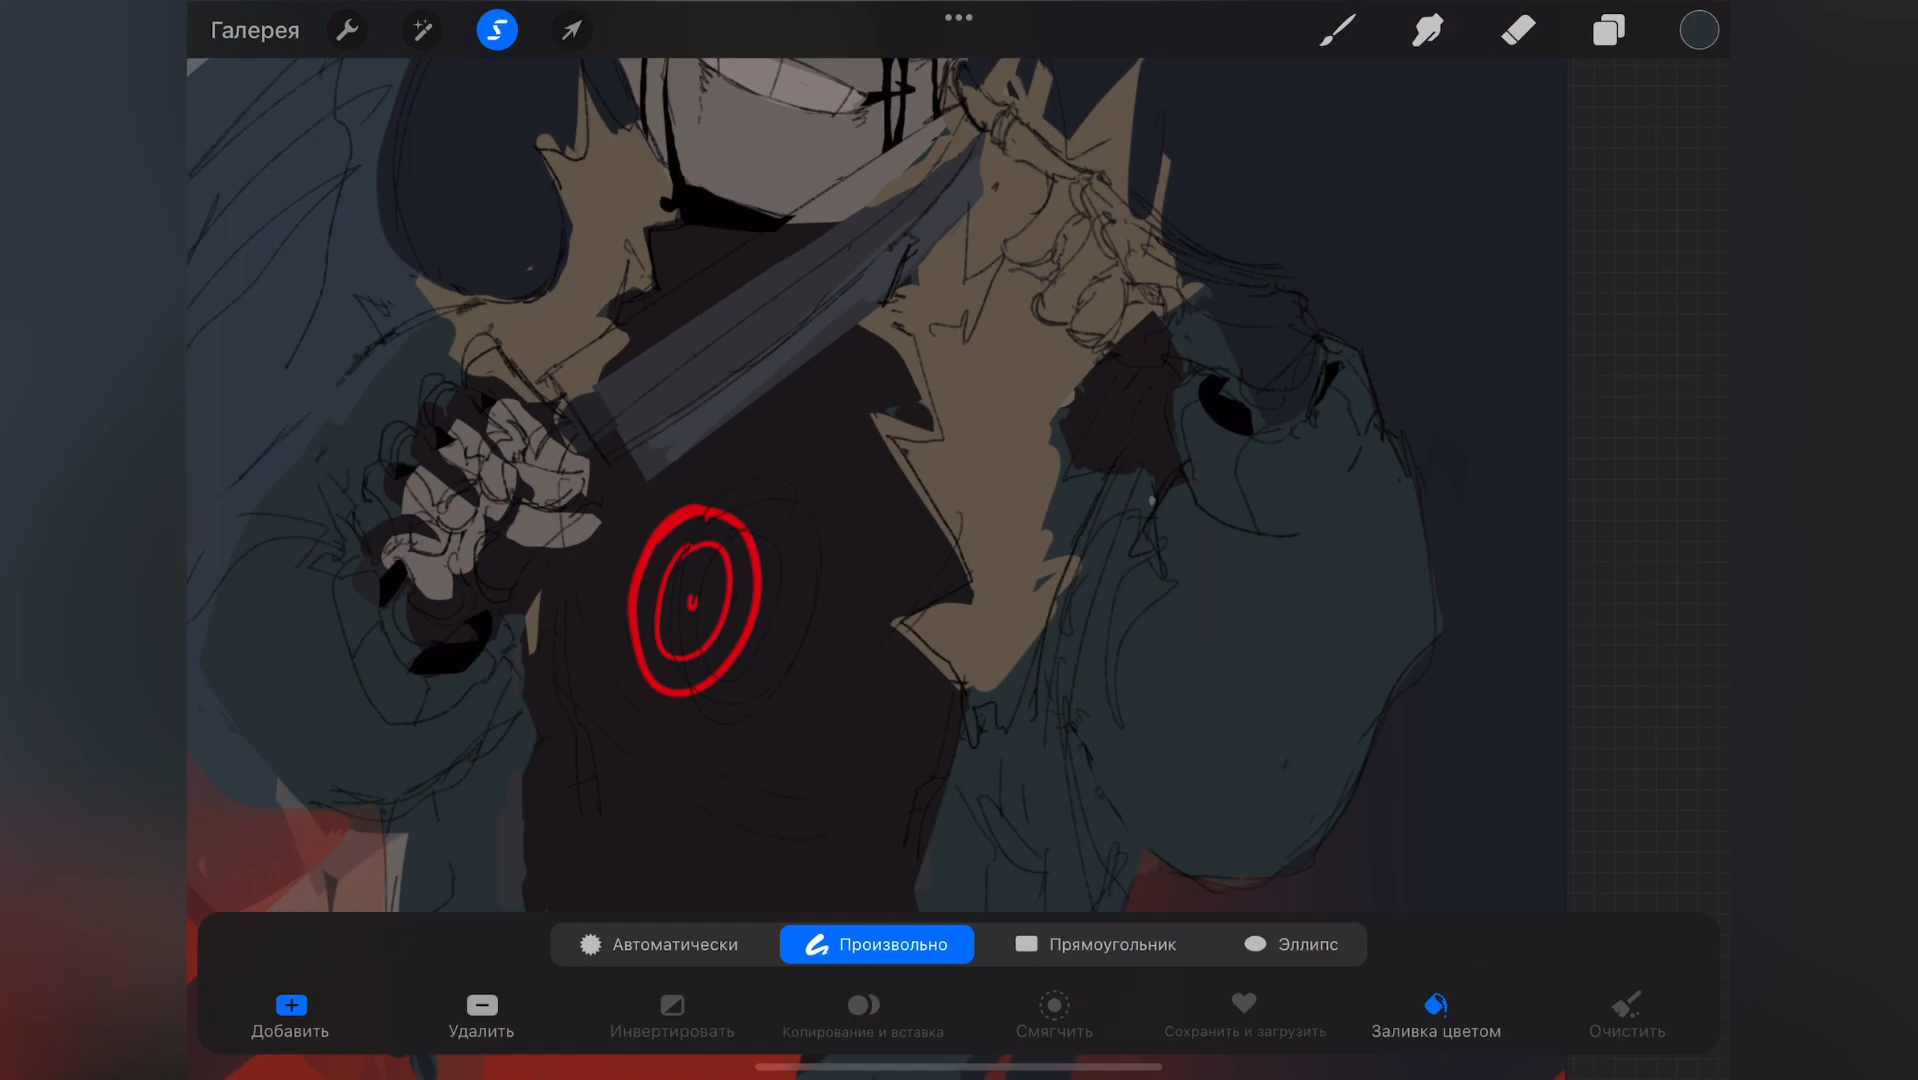 Галерея
Автоматически
Произвольно
Прямоугольник
Эллипс
Добавить
Удалить
Инвертировать
Копирование и вставка
Смягчить
Сохранить и загрузить
Заливка цветом
Очистить